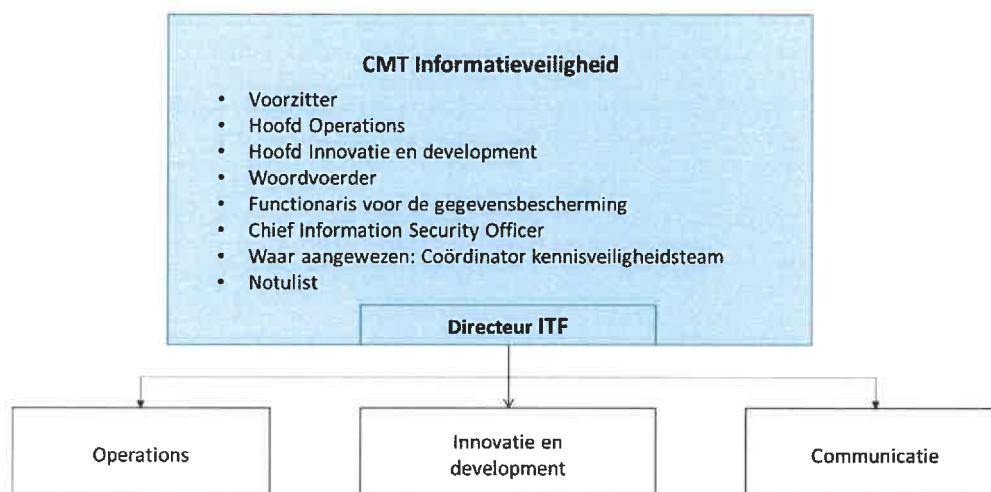 CMT Informatieveiligheid
• Voorzitter
• Hoofd Operations
• Hoofd Innovatie en development
• Woordvoerder
• Functionaris voor de gegevensbescherming
• Chief Information Security Officer
• Waar aangewezen: Coördinator kennisveiligheidsteam
• Notulist
Directeur ITF
Operations
Innovatie en
development
Communicatie